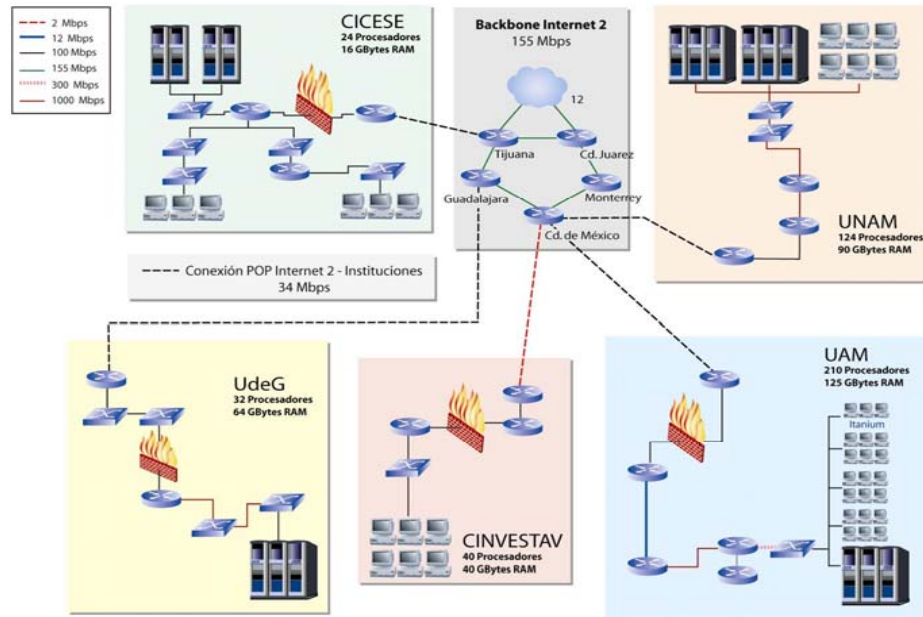 2 Mbps
12 Mbps
100 Mbps
155 Mbps
300 Mbps
1000 Mbps
CICESE
24 Procesadores
16 GBytes RAM
Backbone Internet 2
155 Mbps
12
Tijuana
Cd. Juarez
Guadalajara
Monterrey
Cd. de México
UNAM
124 Procesadores
90 GBytes RAM
Conexión POP Internet 2 - Instituciones
34 Mbps
UdeG
32 Procesadores
64 GBytes RAM
CINVESTAV
40 Procesadores
40 GBytes RAM
UAM
210 Procesadores
125 GBytes RAM
Itanium